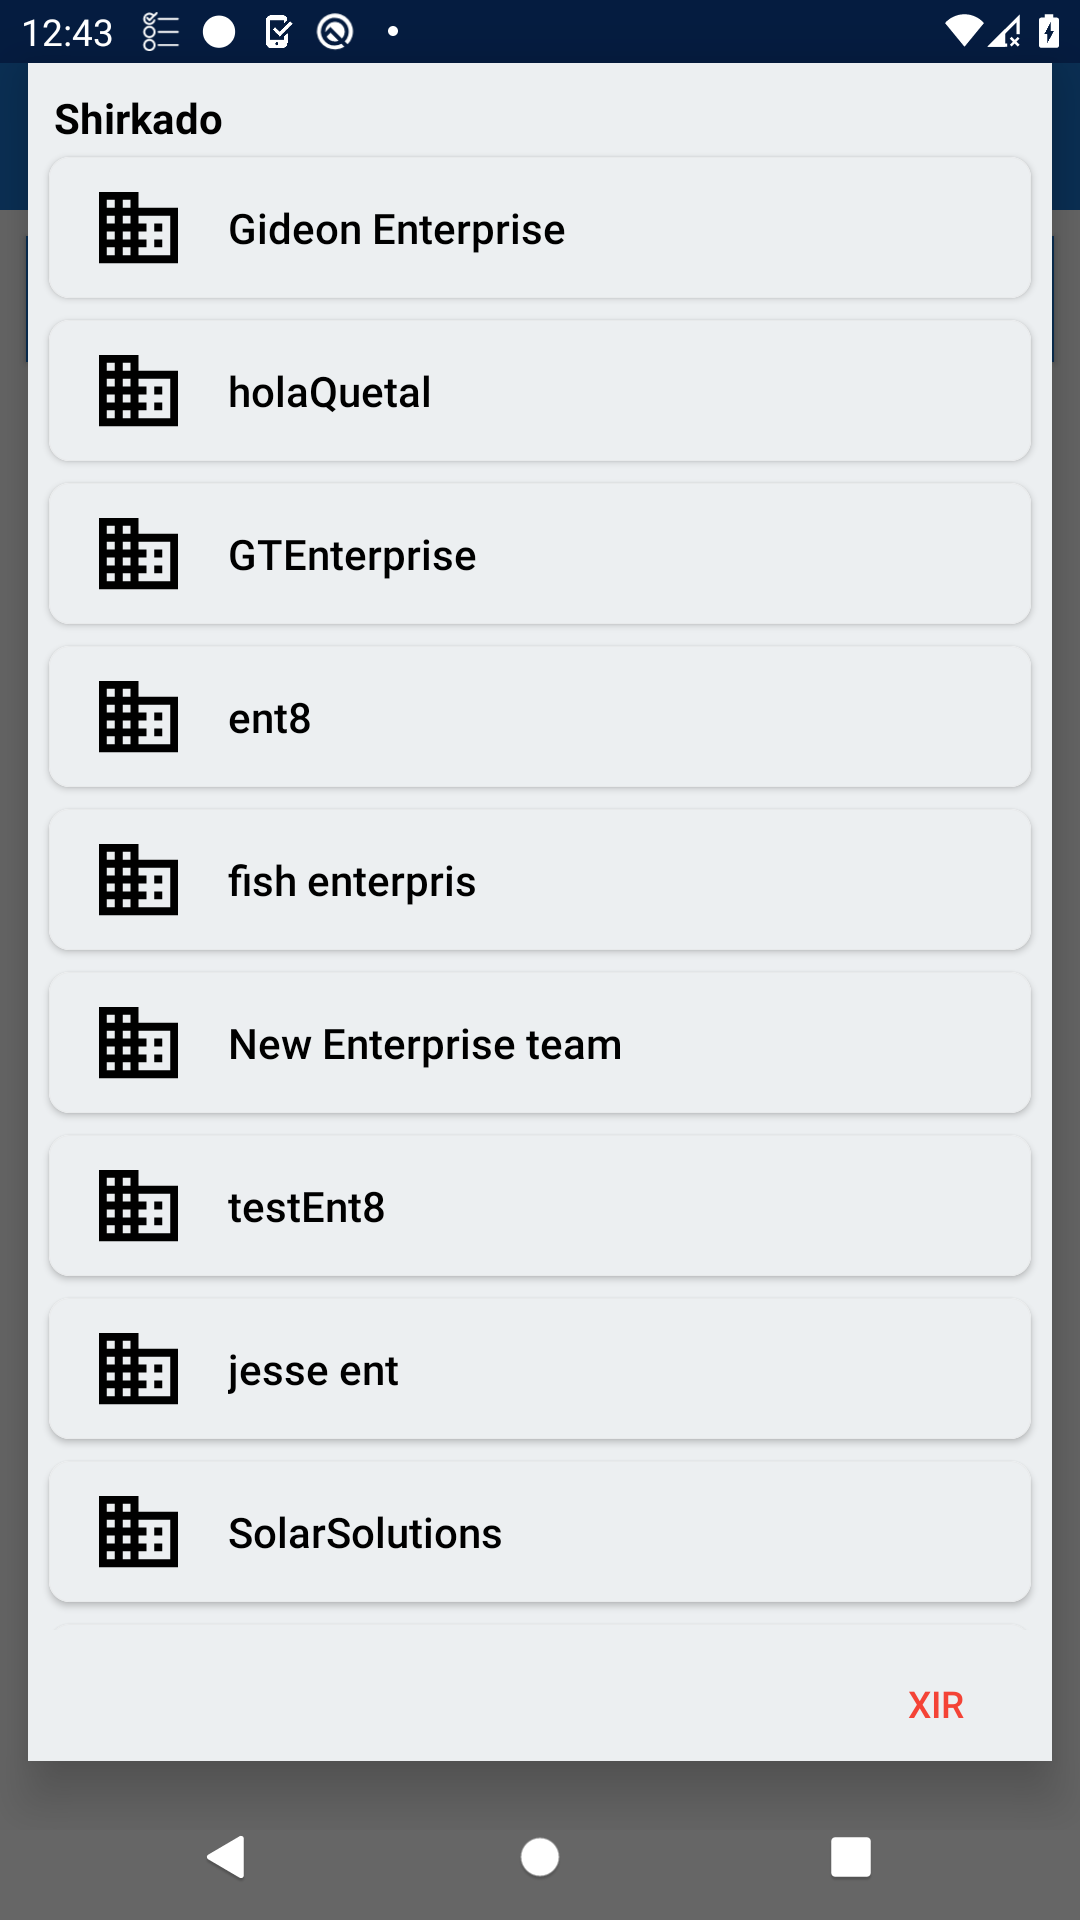 12:43
Shirkado
Gideon Enterprise
holaQuetal
GTEnterprise
ent8
fish enterpris
New Enterprise team
testEnt8
jesse ent
SolarSolutions
XIR